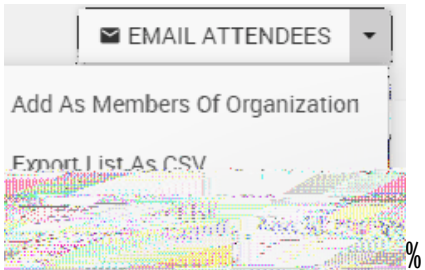 EMAIL ATTENDEES
Add As Members Of Organization
Export List As CSV
%